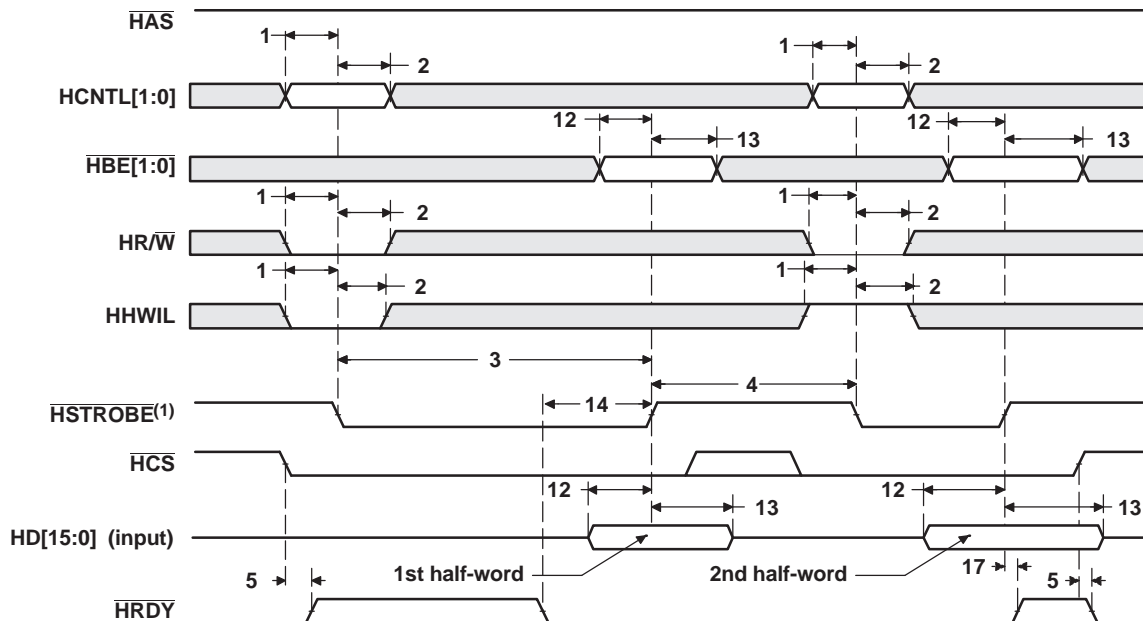 HAS
1
1
2
2
HCNTL[1:0]
12
13
12
13
HBE[1:0]
1
2
1
2
HR/W
1
2
1
2
HHWIL
3
4
14
HSTROBE(1)
HCS
12
13
12
13
HD[15:0] (input)
1st half-word
2nd half-word
17
5
5
HRDY